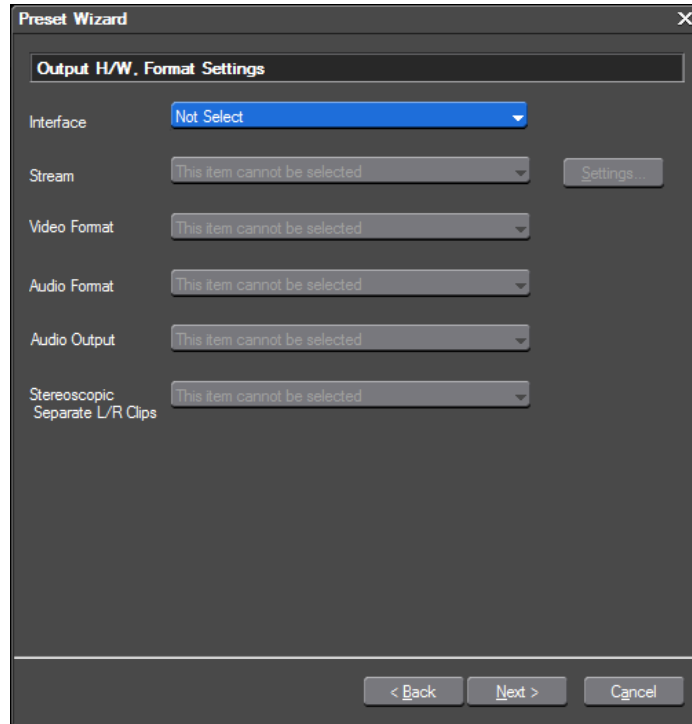 Preset Wizard
Output H/W, Format Settings
Interface
Not Select
Stream
This item cannot be selected
Settings...
Video Format
This item cannot be selected
Audio Format
This item cannot be selected
Audio Output
This item cannot be selected
Stereoscopic
Separate L/R Clips
This item cannot be selected
< Back
Next >
Cancel